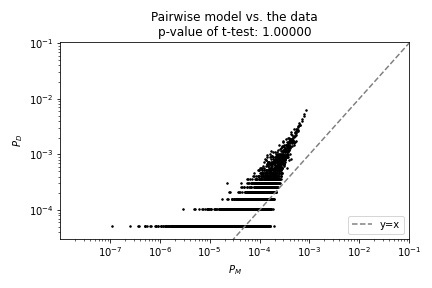 Pairwise model vs. the data
p-value of t-test: 1.00000
10⁻¹
10⁻²
10⁻³
10⁻⁴
P_D
y=x
10⁻⁷ 10⁻⁶ 10⁻⁵ 10⁻⁴ 10⁻³ 10⁻² 10⁻¹
P_M